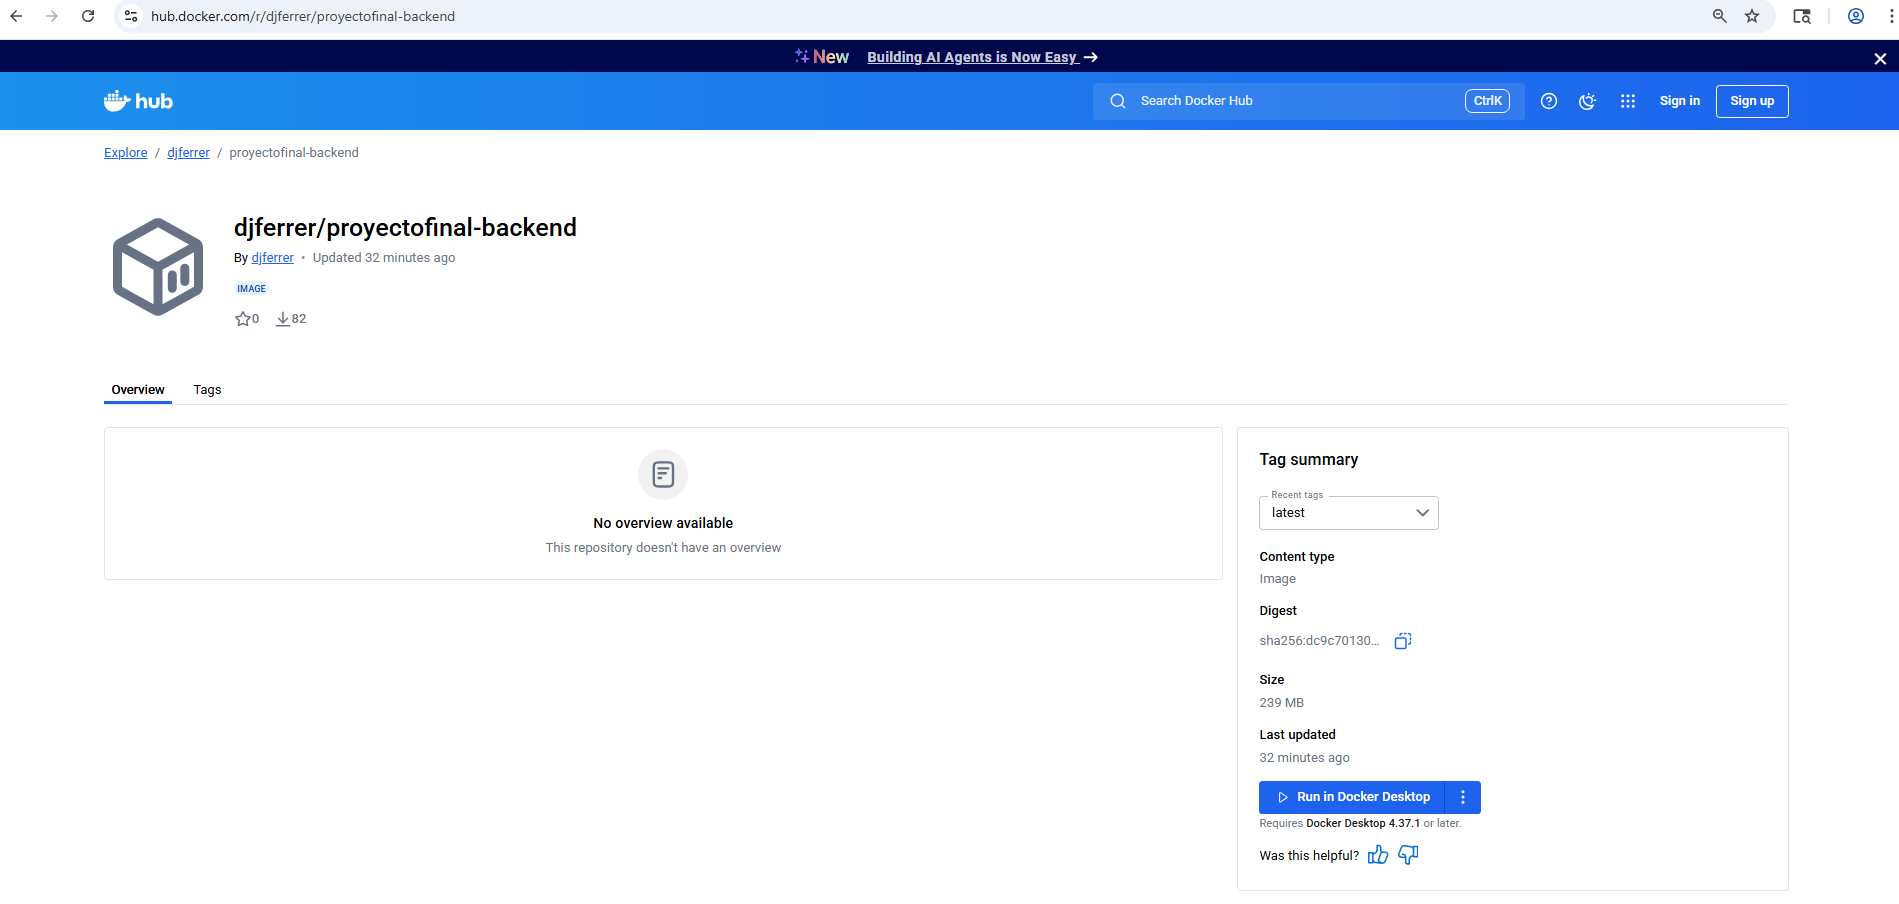 hub.docker.com/r/djferrer/proyectofinal-backend
New Building AI Agents is Now Easy →
hub
Search Docker Hub CtrlK
Sign in Sign up
Explore / djferrer / proyectofinal-backend
djferrer/proyectofinal-backend
By djferrer • Updated 32 minutes ago
IMAGE
0 82
Overview Tags
No overview available
This repository doesn't have an overview
Tag summary
Recent tags
latest
Content type
Image
Digest
sha256:dc9c70130...
Size
239 MB
Last updated
32 minutes ago
Run in Docker Desktop
Requires Docker Desktop 4.37.1 or later.
Was this helpful?